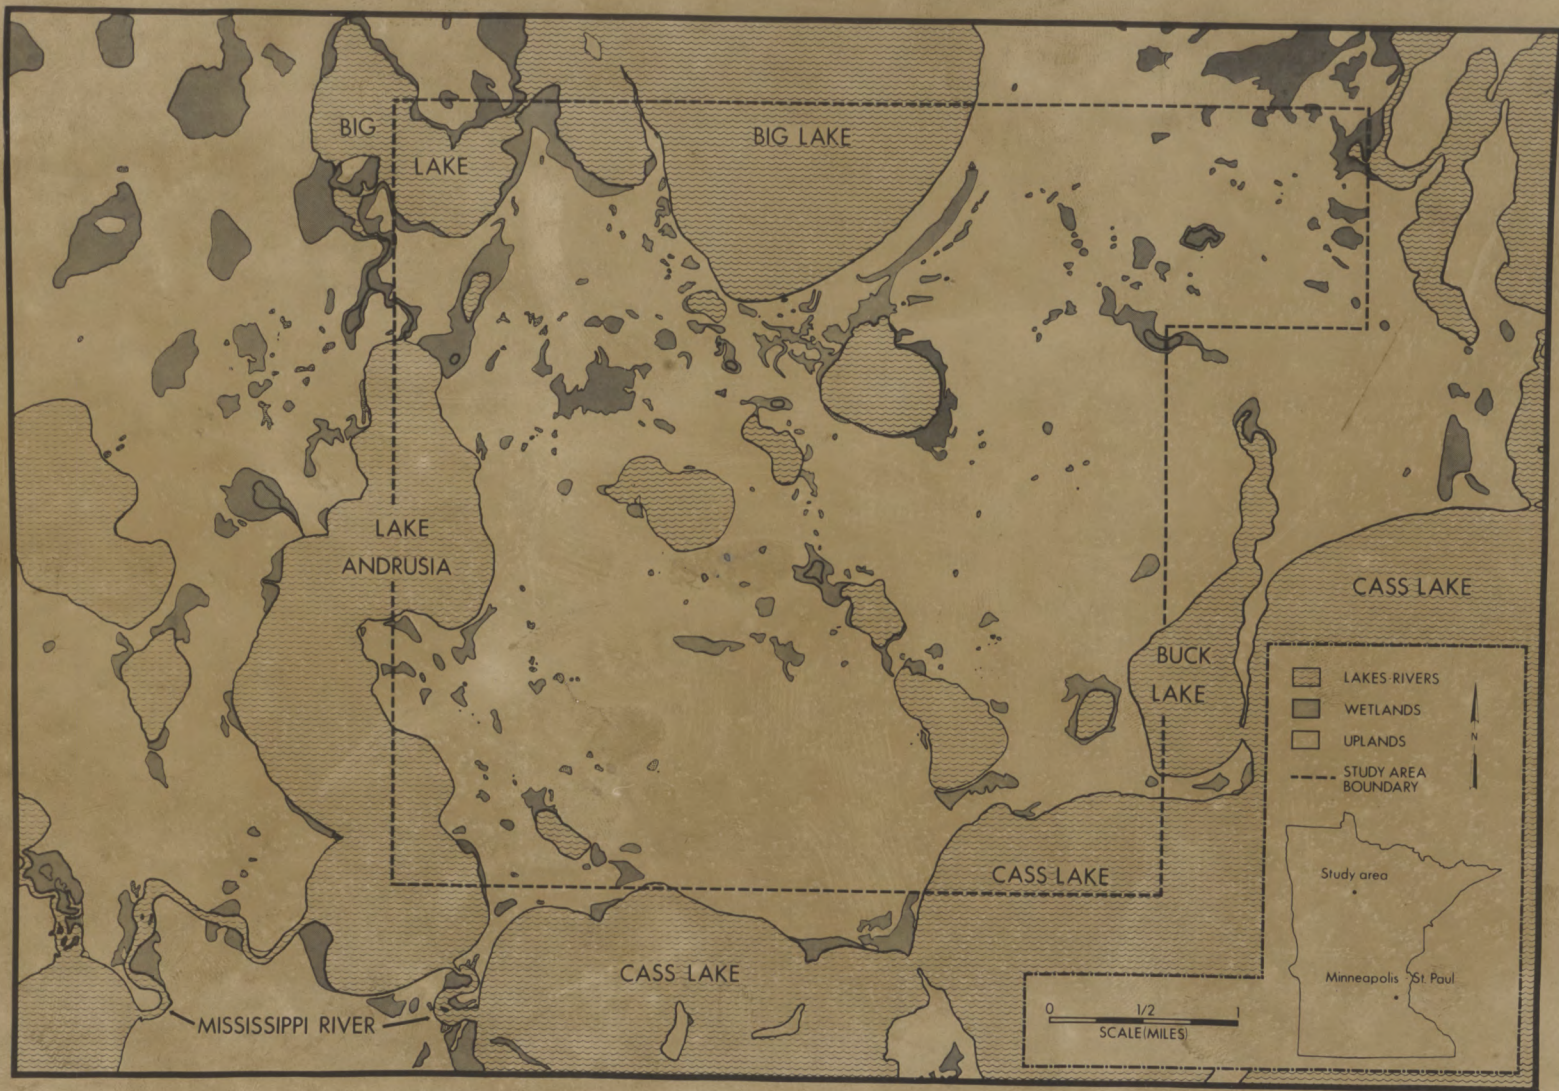 BIG
LAKE
BIG LAKE
LAKE
ANDRUSIA
CASS LAKE
BUCK
LAKE
LAKES-RIVERS
WETLANDS
UPLANDS
STUDY AREA
BOUNDARY
N
CASS LAKE
Study area
Minneapolis St. Paul
CASS LAKE
MISSISSIPPI RIVER
0 1/2 1
SCALE(MILES)